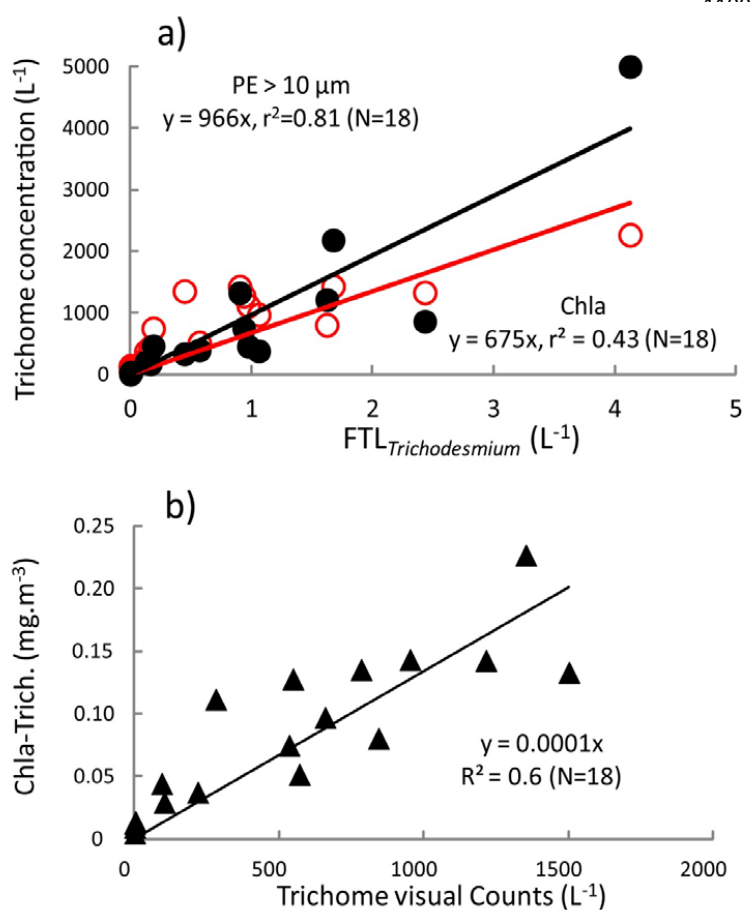 a)
Trichome concentration (L-1)
5000
4000
3000
2000
1000
0
PE > 10 µm
y = 966x, r²=0.81 (N=18)
Chla
y = 675x, r² = 0.43 (N=18)
0 1 2 3 4 5
FTLTrichodesmium (L-1)
b)
Chla-Trich. (mg.m-3)
0.25
0.20
0.15
0.10
0.05
0
y = 0.0001x
R² = 0.6 (N=18)
0 500 1000 1500 2000
Trichome visual Counts (L-1)